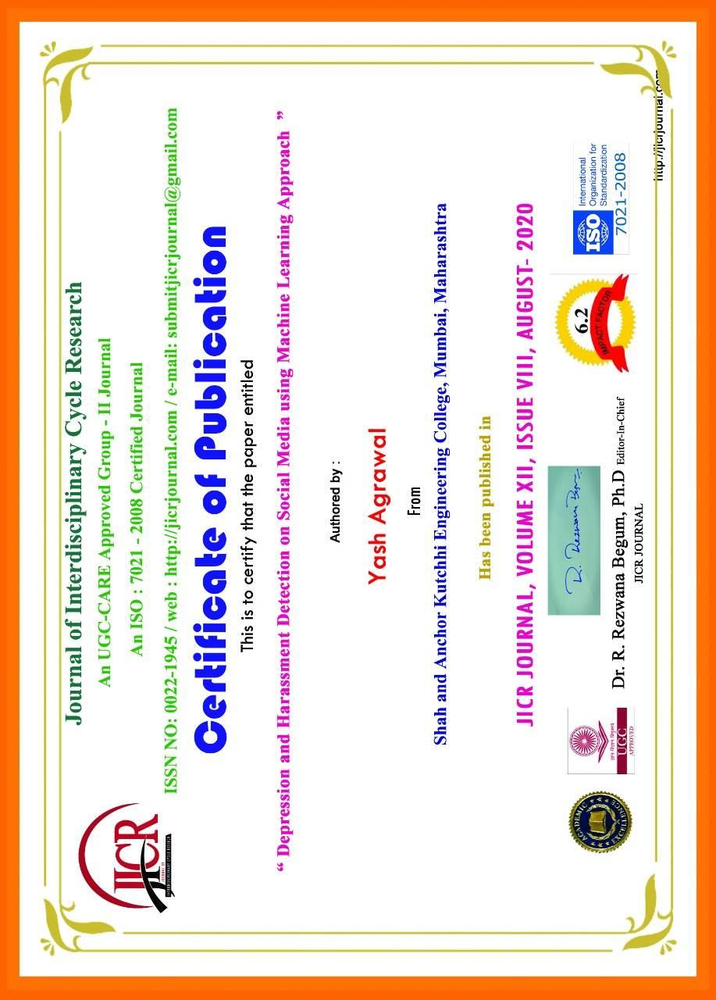 JICR
Journal of Interdisciplinary Cycle Research
An UGC-CARE Approved Group - II Journal
An ISO : 7021 - 2008 Certified Journal
ISSN NO: 0022-1945 / web : http://jicrjournal.com / e-mail: submitjicrjournal@gmail.com
Certificate of Publication
This is to certify that the paper entitled
“ Depression and Harassment Detection on Social Media using Machine Learning Approach ”
Authored by :
Yash Agrawal
From
Shah and Anchor Kutchhi Engineering College, Mumbai, Maharashtra
Has been published in
JICR JOURNAL, VOLUME XII, ISSUE VIII, AUGUST- 2020
ACADEMIC
EXCELLENCE
UGC
APPROVED
R. Rezwana Begum
Dr. R. Rezwana Begum, Ph.D Editor-In-Chief
JICR JOURNAL
6.2
IMPACT FACTOR
ISO
International
Organization for
Standardization
7021-2008
http://jicrjournal.com